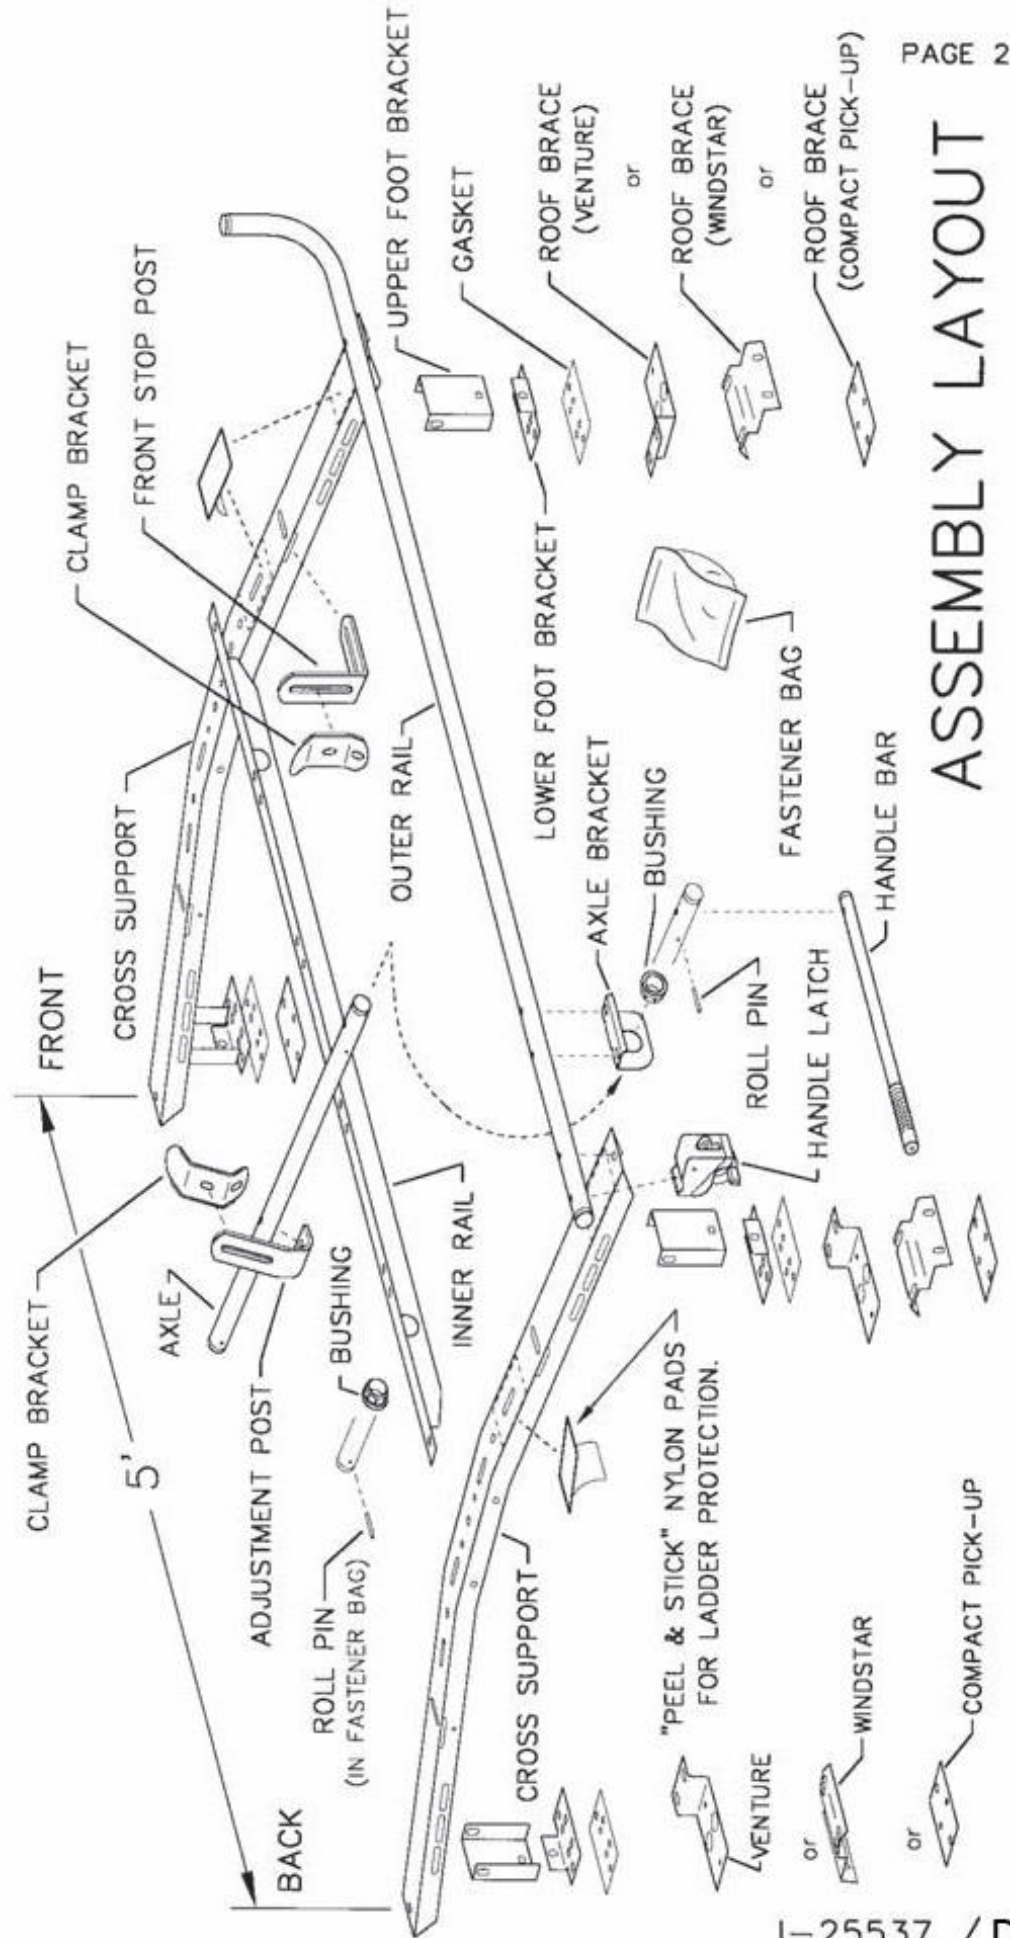 PAGE 2
ASSEMBLY LAYOUT
FRONT
BACK
5'
CLAMP BRACKET
FRONT STOP POST
CROSS SUPPORT
CLAMP BRACKET
AXLE
ADJUSTMENT POST
ROLL PIN
(IN FASTENER BAG)
BUSHING
INNER RAIL
OUTER RAIL
UPPER FOOT BRACKET
GASKET
LOWER FOOT BRACKET
ROOF BRACE
(VENTURE)
or
ROOF BRACE
(WINDSTAR)
or
ROOF BRACE
(COMPACT PICK-UP)
AXLE BRACKET
BUSHING
FASTENER BAG
ROLL PIN
HANDLE LATCH
HANDLE BAR
CROSS SUPPORT
"PEEL & STICK" NYLON PADS
FOR LADDER PROTECTION.
VENTURE
or
WINDSTAR
or
COMPACT PICK-UP
I-25537